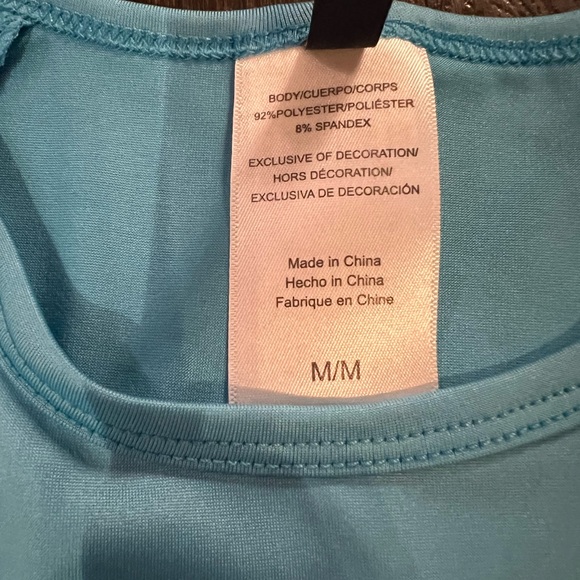 BODY/CUERPO/CORPS
92%POLYESTER/POLIÉSTER
8% SPANDEX
EXCLUSIVE OF DECORATION/
HORS DÉCORATION/
EXCLUSIVA DE DECORACIÓN
Made in China
Hecho in China
Fabrique en Chine
M/M